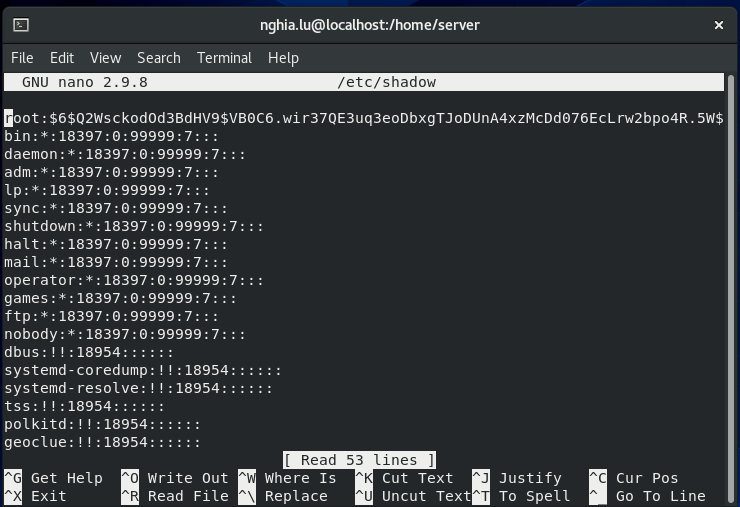 nghia.lu@localhost:/home/server
File Edit View Search Terminal Help
GNU nano 2.9.8 /etc/shadow
root:$6$Q2WsckodOd3BdHV9$VB0C6.wir37QE3uq3eoDbxgTJoDUnA4xzMcDd076EcLrw2bpo4R.5W$
bin:*:18397:0:99999:7:::
daemon:*:18397:0:99999:7:::
adm:*:18397:0:99999:7:::
lp:*:18397:0:99999:7:::
sync:*:18397:0:99999:7:::
shutdown:*:18397:0:99999:7:::
halt:*:18397:0:99999:7:::
mail:*:18397:0:99999:7:::
operator:*:18397:0:99999:7:::
games:*:18397:0:99999:7:::
ftp:*:18397:0:99999:7:::
nobody:*:18397:0:99999:7:::
dbus:!!:18954::::::
systemd-coredump:!!:18954::::::
systemd-resolve:!!:18954::::::
tss:!!:18954::::::
polkitd:!!:18954::::::
geoclue:!!:18954::::::
[ Read 53 lines ]
^G Get Help ^O Write Out ^W Where Is ^K Cut Text ^J Justify ^C Cur Pos
^X Exit ^R Read File ^\ Replace ^U Uncut Text ^T To Spell ^_ Go To Line